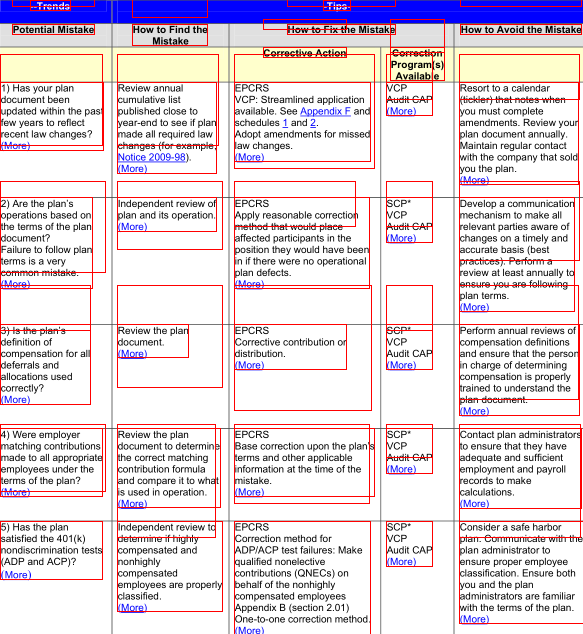 Trends Tips
Potential Mistake
How to Find the
Mistake
How to Fix the Mistake
How to Avoid the Mistake
Corrective Action
Correction
Program(s)
Available
1) Has your plan
document been
updated within the past
few years to reflect
recent law changes?
(More)
Review annual
cumulative list
published close to
year-end to see if plan
made all required law
changes (for example,
Notice 2009-98).
(More)
EPCRS
VCP: Streamlined application
available. See Appendix F and
schedules 1 and 2.
Adopt amendments for missed
law changes.
(More)
VCP
Audit CAP
(More)
Resort to a calendar
(tickler) that notes when
you must complete
amendments. Review your
plan document annually.
Maintain regular contact
with the company that sold
you the plan.
(More)
2) Are the plan's
operations based on
the terms of the plan
document?
Failure to follow plan
terms is a very
common mistake.
(More)
Independent review of
plan and its operation.
(More)
EPCRS
Apply reasonable correction
method that would place
affected participants in the
position they would have been
in if there were no operational
plan defects.
(More)
SCP*
VCP
Audit CAP
(More)
Develop a communication
mechanism to make all
relevant parties aware of
changes on a timely and
accurate basis (best
practices). Perform a
review at least annually to
ensure you are following
plan terms.
(More)
3) Is the plan's
definition of
compensation for all
deferrals and
allocations used
correctly?
(More)
Review the plan
document.
(More)
EPCRS
Corrective contribution or
distribution.
(More)
SCP*
VCP
Audit CAP
(More)
Perform annual reviews of
compensation definitions
and ensure that the person
in charge of determining
compensation is properly
trained to understand the
plan document.
(More)
4) Were employer
matching contributions
made to all appropriate
employees under the
terms of the plan?
(More)
Review the plan
document to determine
the correct matching
contribution formula
and compare it to what
is used in operation.
(More)
EPCRS
Base correction upon the plan's
terms and other applicable
information at the time of the
mistake.
(More)
SCP*
VCP
Audit CAP
(More)
Contact plan administrators
to ensure that they have
adequate and sufficient
employment and payroll
records to make
calculations.
(More)
5) Has the plan
satisfied the 401(k)
nondiscrimination tests
(ADP and ACP)?
(More)
Independent review to
determine if highly
compensated and
nonhighly
compensated
employees are properly
classified.
(More)
EPCRS
Correction method for
ADP/ACP test failures: Make
qualified nonelective
contributions (QNECs) on
behalf of the nonhighly
compensated employees
Appendix B (section 2.01)
One-to-one correction method.
(More)
SCP*
VCP
Audit CAP
(More)
Consider a safe harbor
plan. Communicate with the
plan administrator to
ensure proper employee
classification. Ensure both
you and the plan
administrators are familiar
with the terms of the plan.
(More)